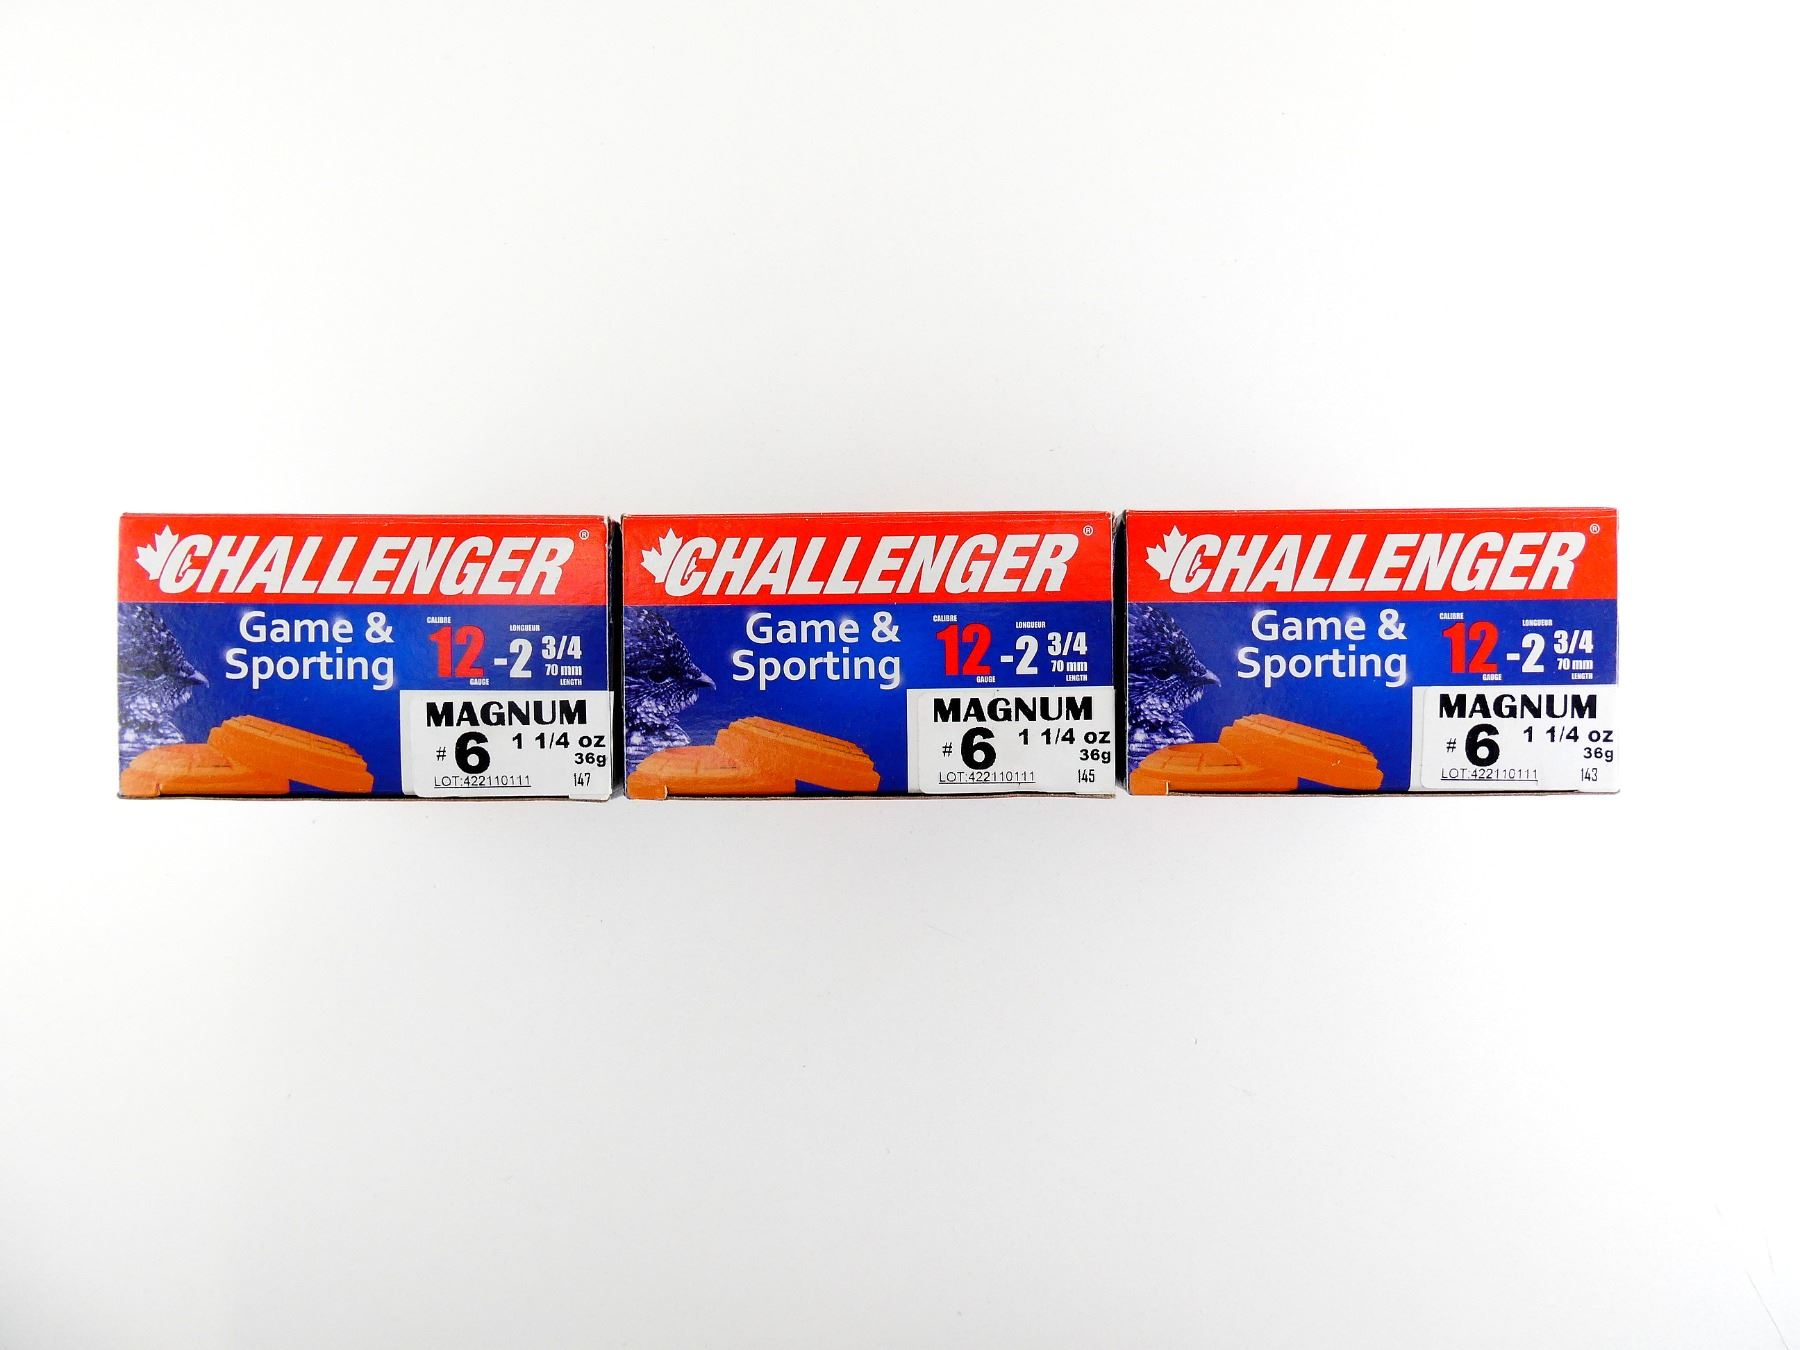 CHALLENGER®
Game &
Sporting
CALIBRE
12
GAUGE
LONGUEUR
-2 3/4
70 mm
LENGTH
MAGNUM
# 6 1 1/4 oz
36g
LOT:422110111 147
CHALLENGER®
Game &
Sporting
CALIBRE
12
GAUGE
LONGUEUR
-2 3/4
70 mm
LENGTH
MAGNUM
# 6 1 1/4 oz
36g
LOT:422110111 145
CHALLENGER®
Game &
Sporting
CALIBRE
12
GAUGE
LONGUEUR
-2 3/4
70 mm
LENGTH
MAGNUM
# 6 1 1/4 oz
36g
LOT:422110111 143